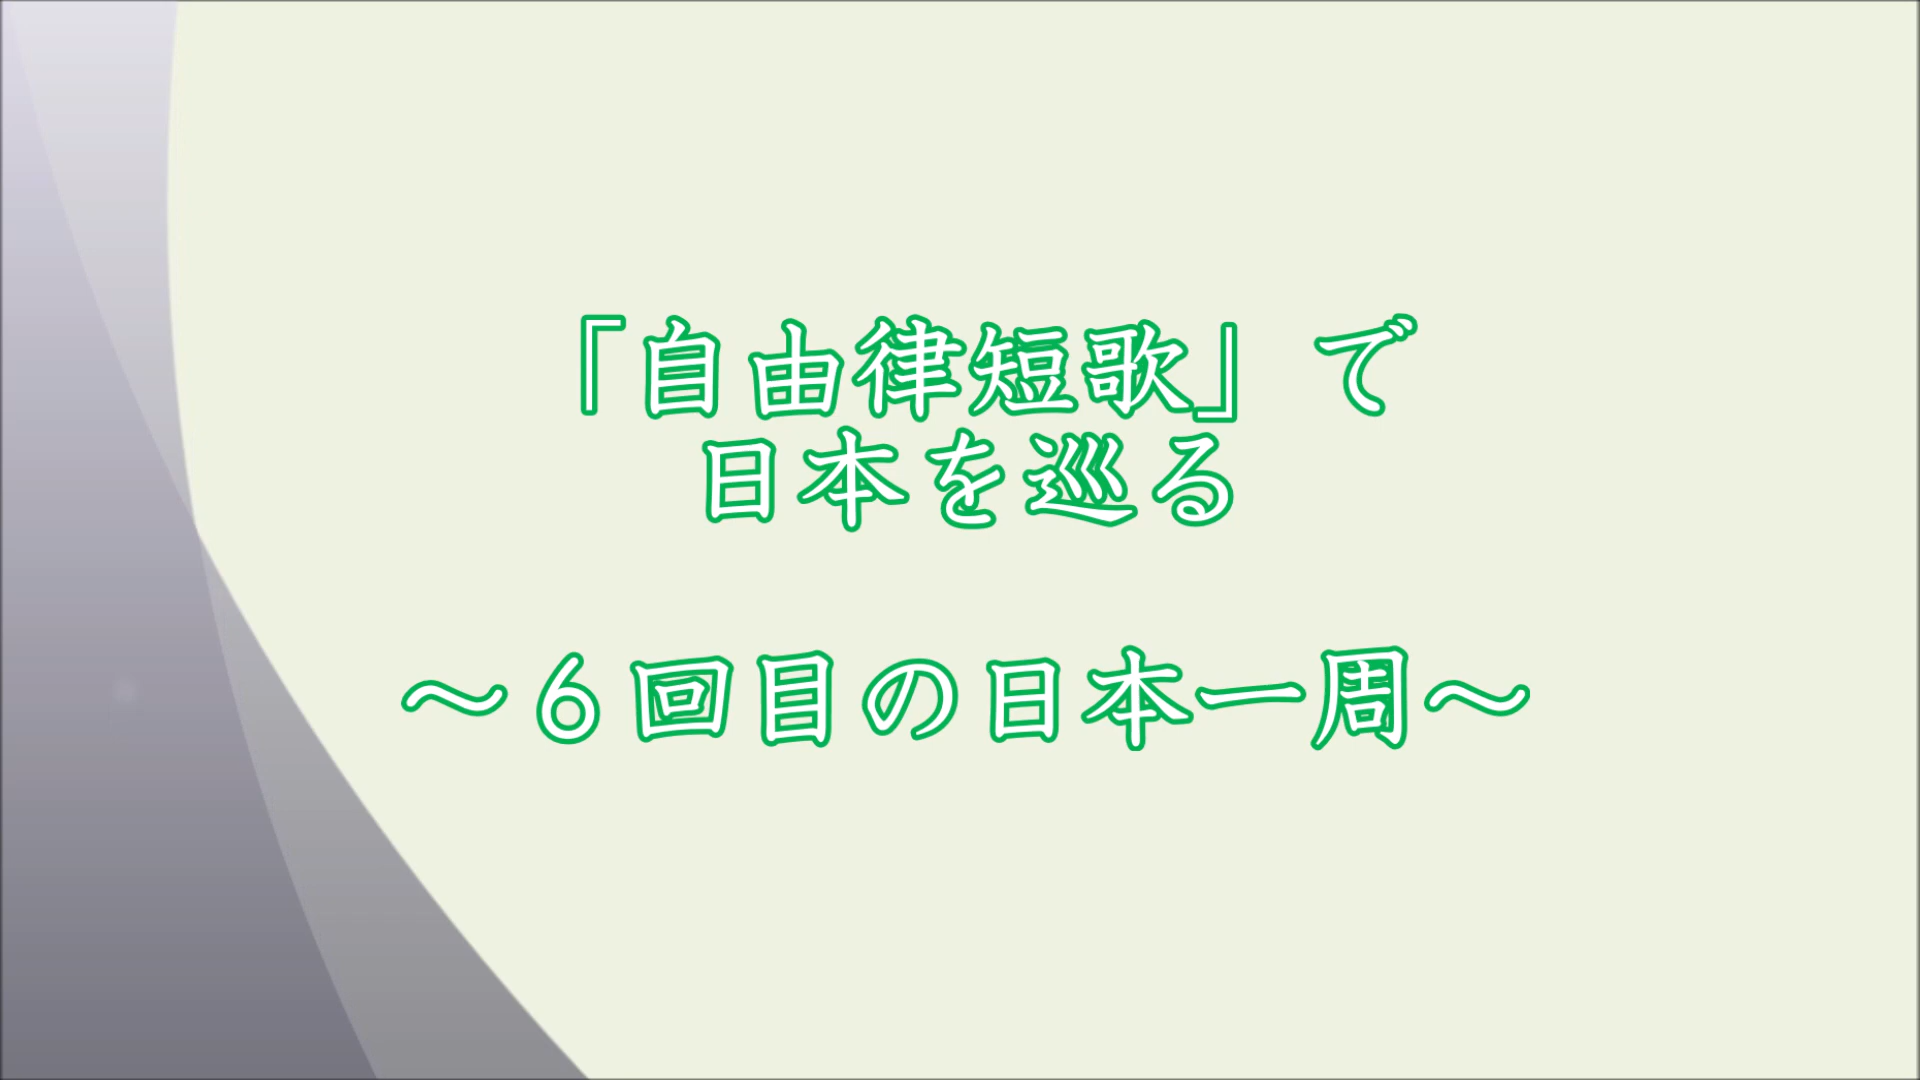 「自由律短歌」で
日本を巡る
～６回目の日本一周～